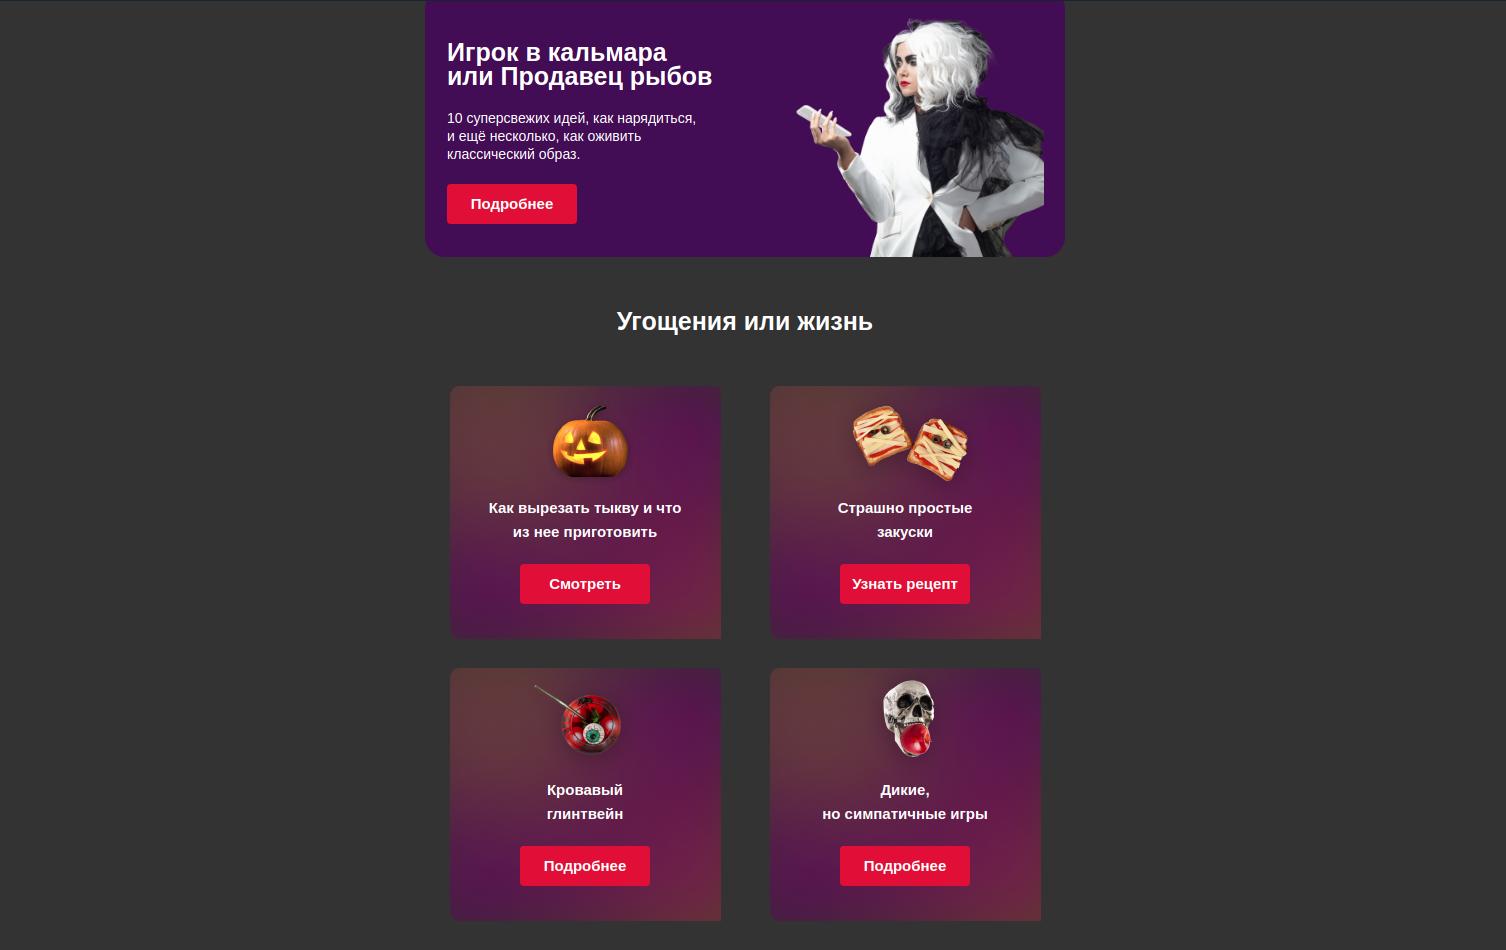 Игрок в кальмара
или Продавец рыбов
10 суперсвежих идей, как нарядиться,
и ещё несколько, как оживить
классический образ.
Подробнее
Угощения или жизнь
Как вырезать тыкву и что
из нее приготовить
Смотреть
Страшно простые
закуски
Узнать рецепт
Кровавый
глинтвейн
Подробнее
Дикие,
но симпатичные игры
Подробнее